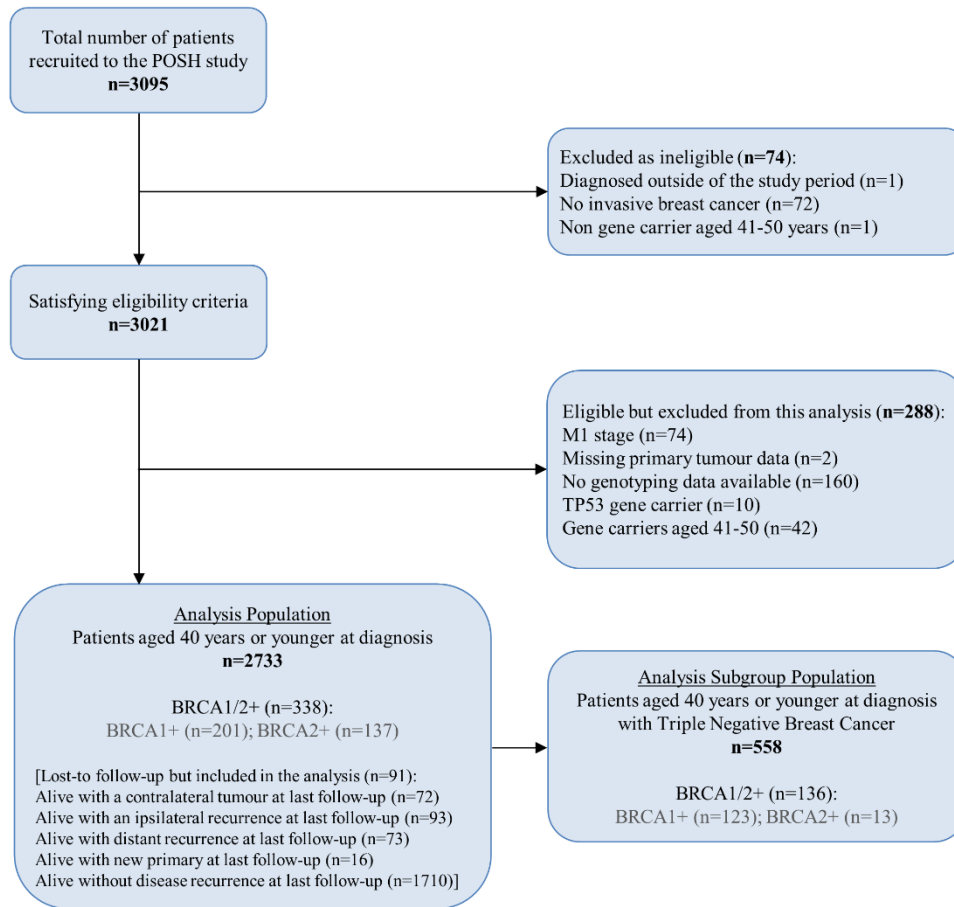 Total number of patients
recruited to the POSH study
n=3095
Excluded as ineligible (n=74):
Diagnosed outside of the study period (n=1)
No invasive breast cancer (n=72)
Non gene carrier aged 41-50 years (n=1)
Satisfying eligibility criteria
n=3021
Eligible but excluded from this analysis (n=288):
M1 stage (n=74)
Missing primary tumour data (n=2)
No genotyping data available (n=160)
TP53 gene carrier (n=10)
Gene carriers aged 41-50 (n=42)
Analysis Population
Patients aged 40 years or younger at diagnosis
n=2733
BRCA1/2+ (n=338):
BRCA1+ (n=201); BRCA2+ (n=137)
[Lost-to follow-up but included in the analysis (n=91):
Alive with a contralateral tumour at last follow-up (n=72)
Alive with an ipsilateral recurrence at last follow-up (n=93)
Alive with distant recurrence at last follow-up (n=73)
Alive with new primary at last follow-up (n=16)
Alive without disease recurrence at last follow-up (n=1710)]
Analysis Subgroup Population
Patients aged 40 years or younger at diagnosis
with Triple Negative Breast Cancer
n=558
BRCA1/2+ (n=136):
BRCA1+ (n=123); BRCA2+ (n=13)